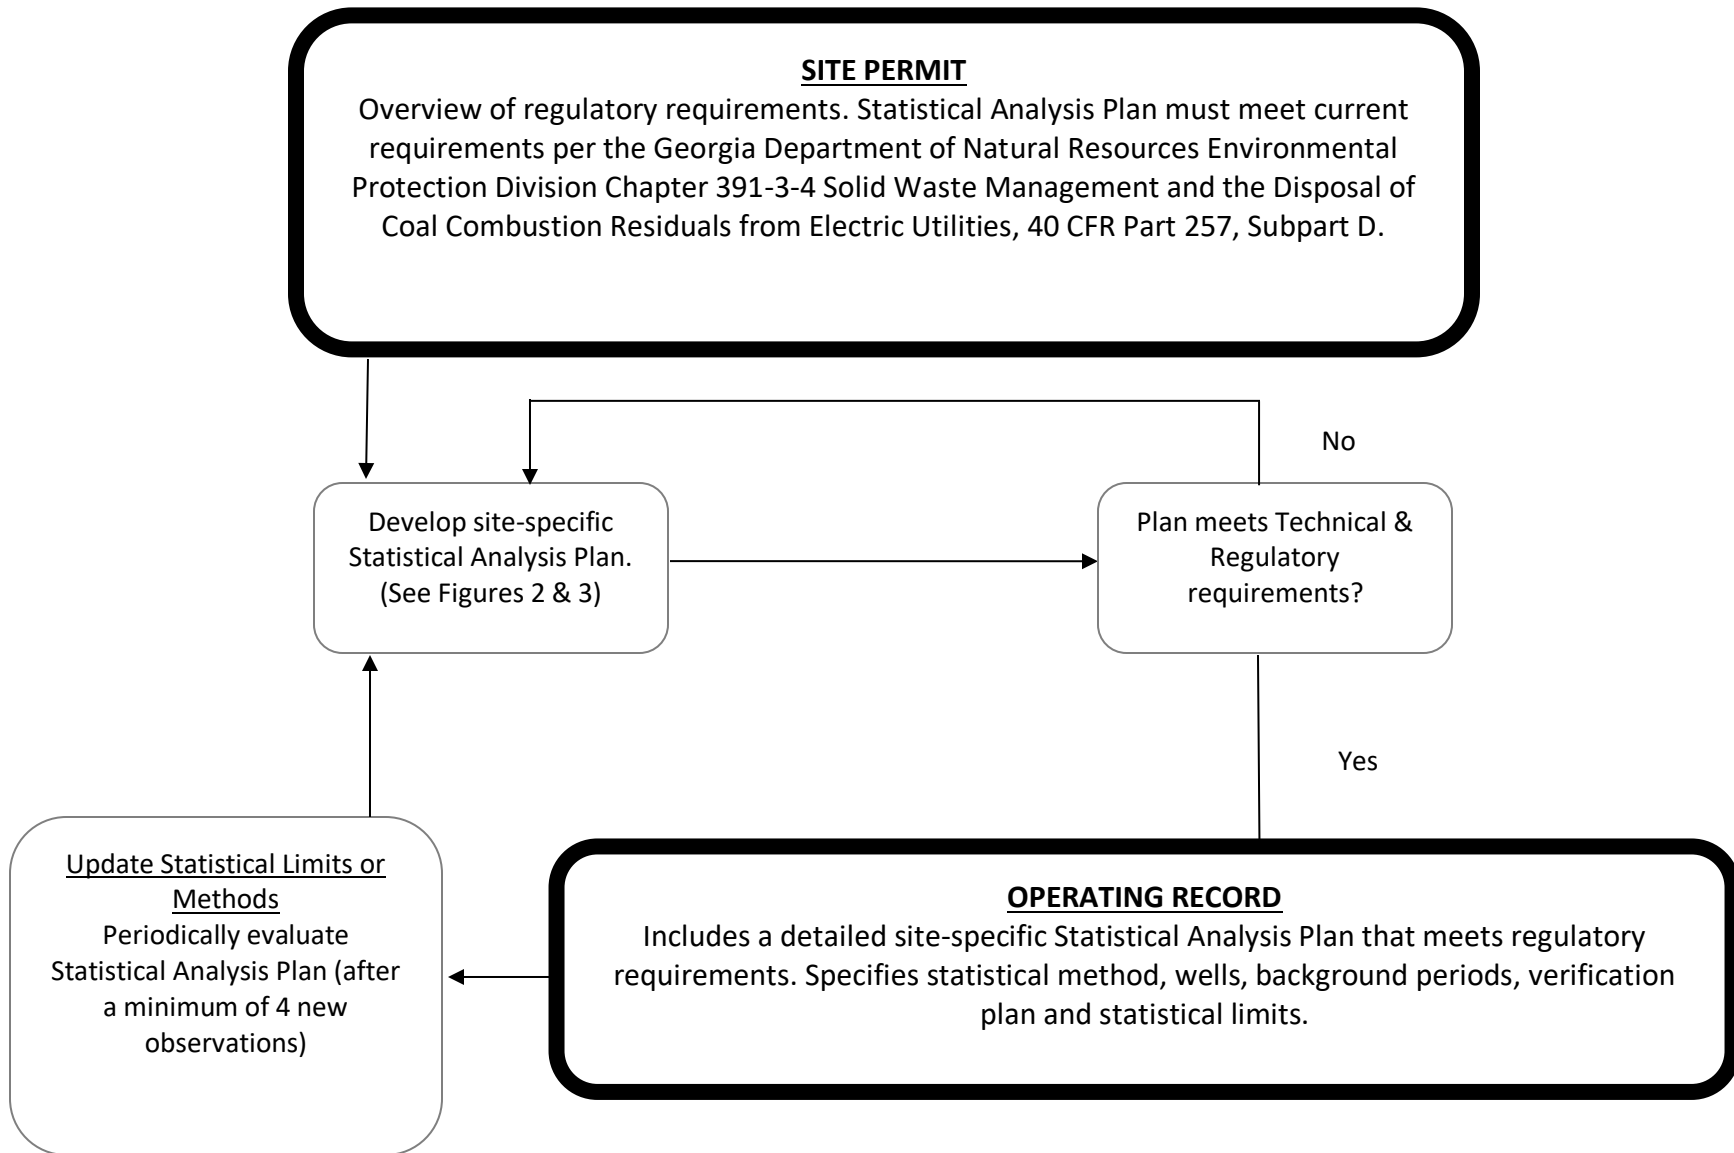 SITE PERMIT
Overview of regulatory requirements. Statistical Analysis Plan must meet current
requirements per the Georgia Department of Natural Resources Environmental
Protection Division Chapter 391-3-4 Solid Waste Management and the Disposal of
Coal Combustion Residuals from Electric Utilities, 40 CFR Part 257, Subpart D.
No
Develop site-specific
Statistical Analysis Plan.
(See Figures 2 & 3)
Plan meets Technical &
Regulatory
requirements?
Yes
Update Statistical Limits or
Methods
Periodically evaluate
Statistical Analysis Plan (after
a minimum of 4 new
observations)
OPERATING RECORD
Includes a detailed site-specific Statistical Analysis Plan that meets regulatory
requirements. Specifies statistical method, wells, background periods, verification
plan and statistical limits.